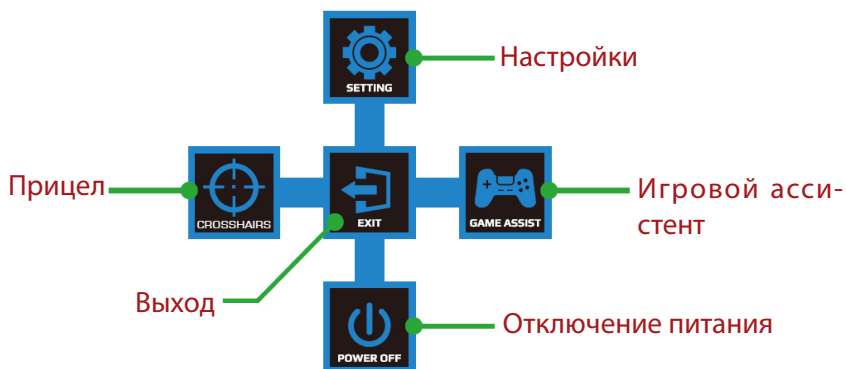 Настройки
SETTING
Прицел
CROSSHAIRS
EXIT
GAME ASSIST
Игровой асси-
стент
Выход
POWER OFF
Отключение питания